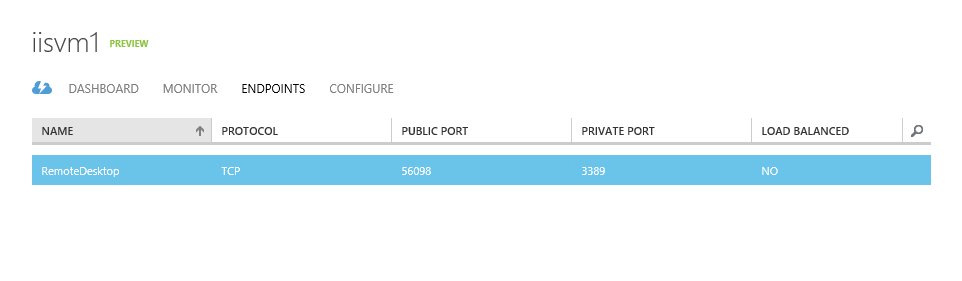 iisvm1 PREVIEW
DASHBOARD MONITOR ENDPOINTS CONFIGURE
NAME PROTOCOL PUBLIC PORT PRIVATE PORT LOAD BALANCED
RemoteDesktop TCP 56098 3389 NO